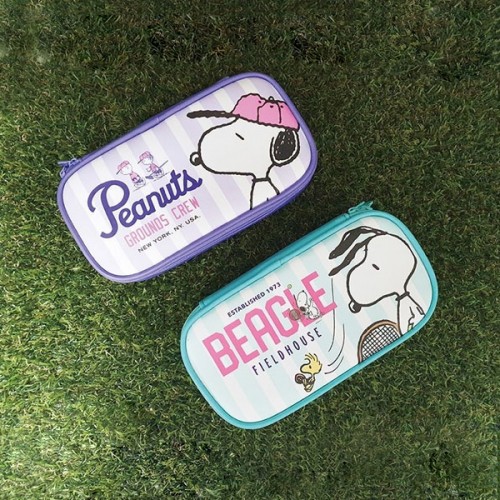 Peanuts
GROUNDS CREW
NEW YORK, NY. USA.
ESTABLISHED 1973
BEAGLE
FIELDHOUSE